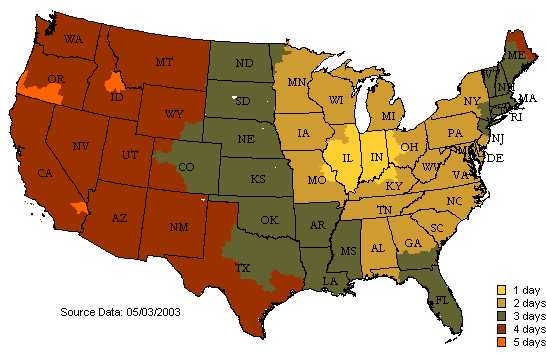 WA
MT
ND
MN
ME
VT
NH
MA
CT
RI
OR
ID
WY
SD
WI
MI
NY
NV
UT
CO
NE
IA
IL
IN
OH
PA
NJ
MD
DE
CA
KS
MO
KY
WV
VA
AZ
NM
OK
AR
TN
NC
SC
TX
LA
MS
AL
GA
FL
Source Data: 05/03/2003
1 day
2 days
3 days
4 days
5 days